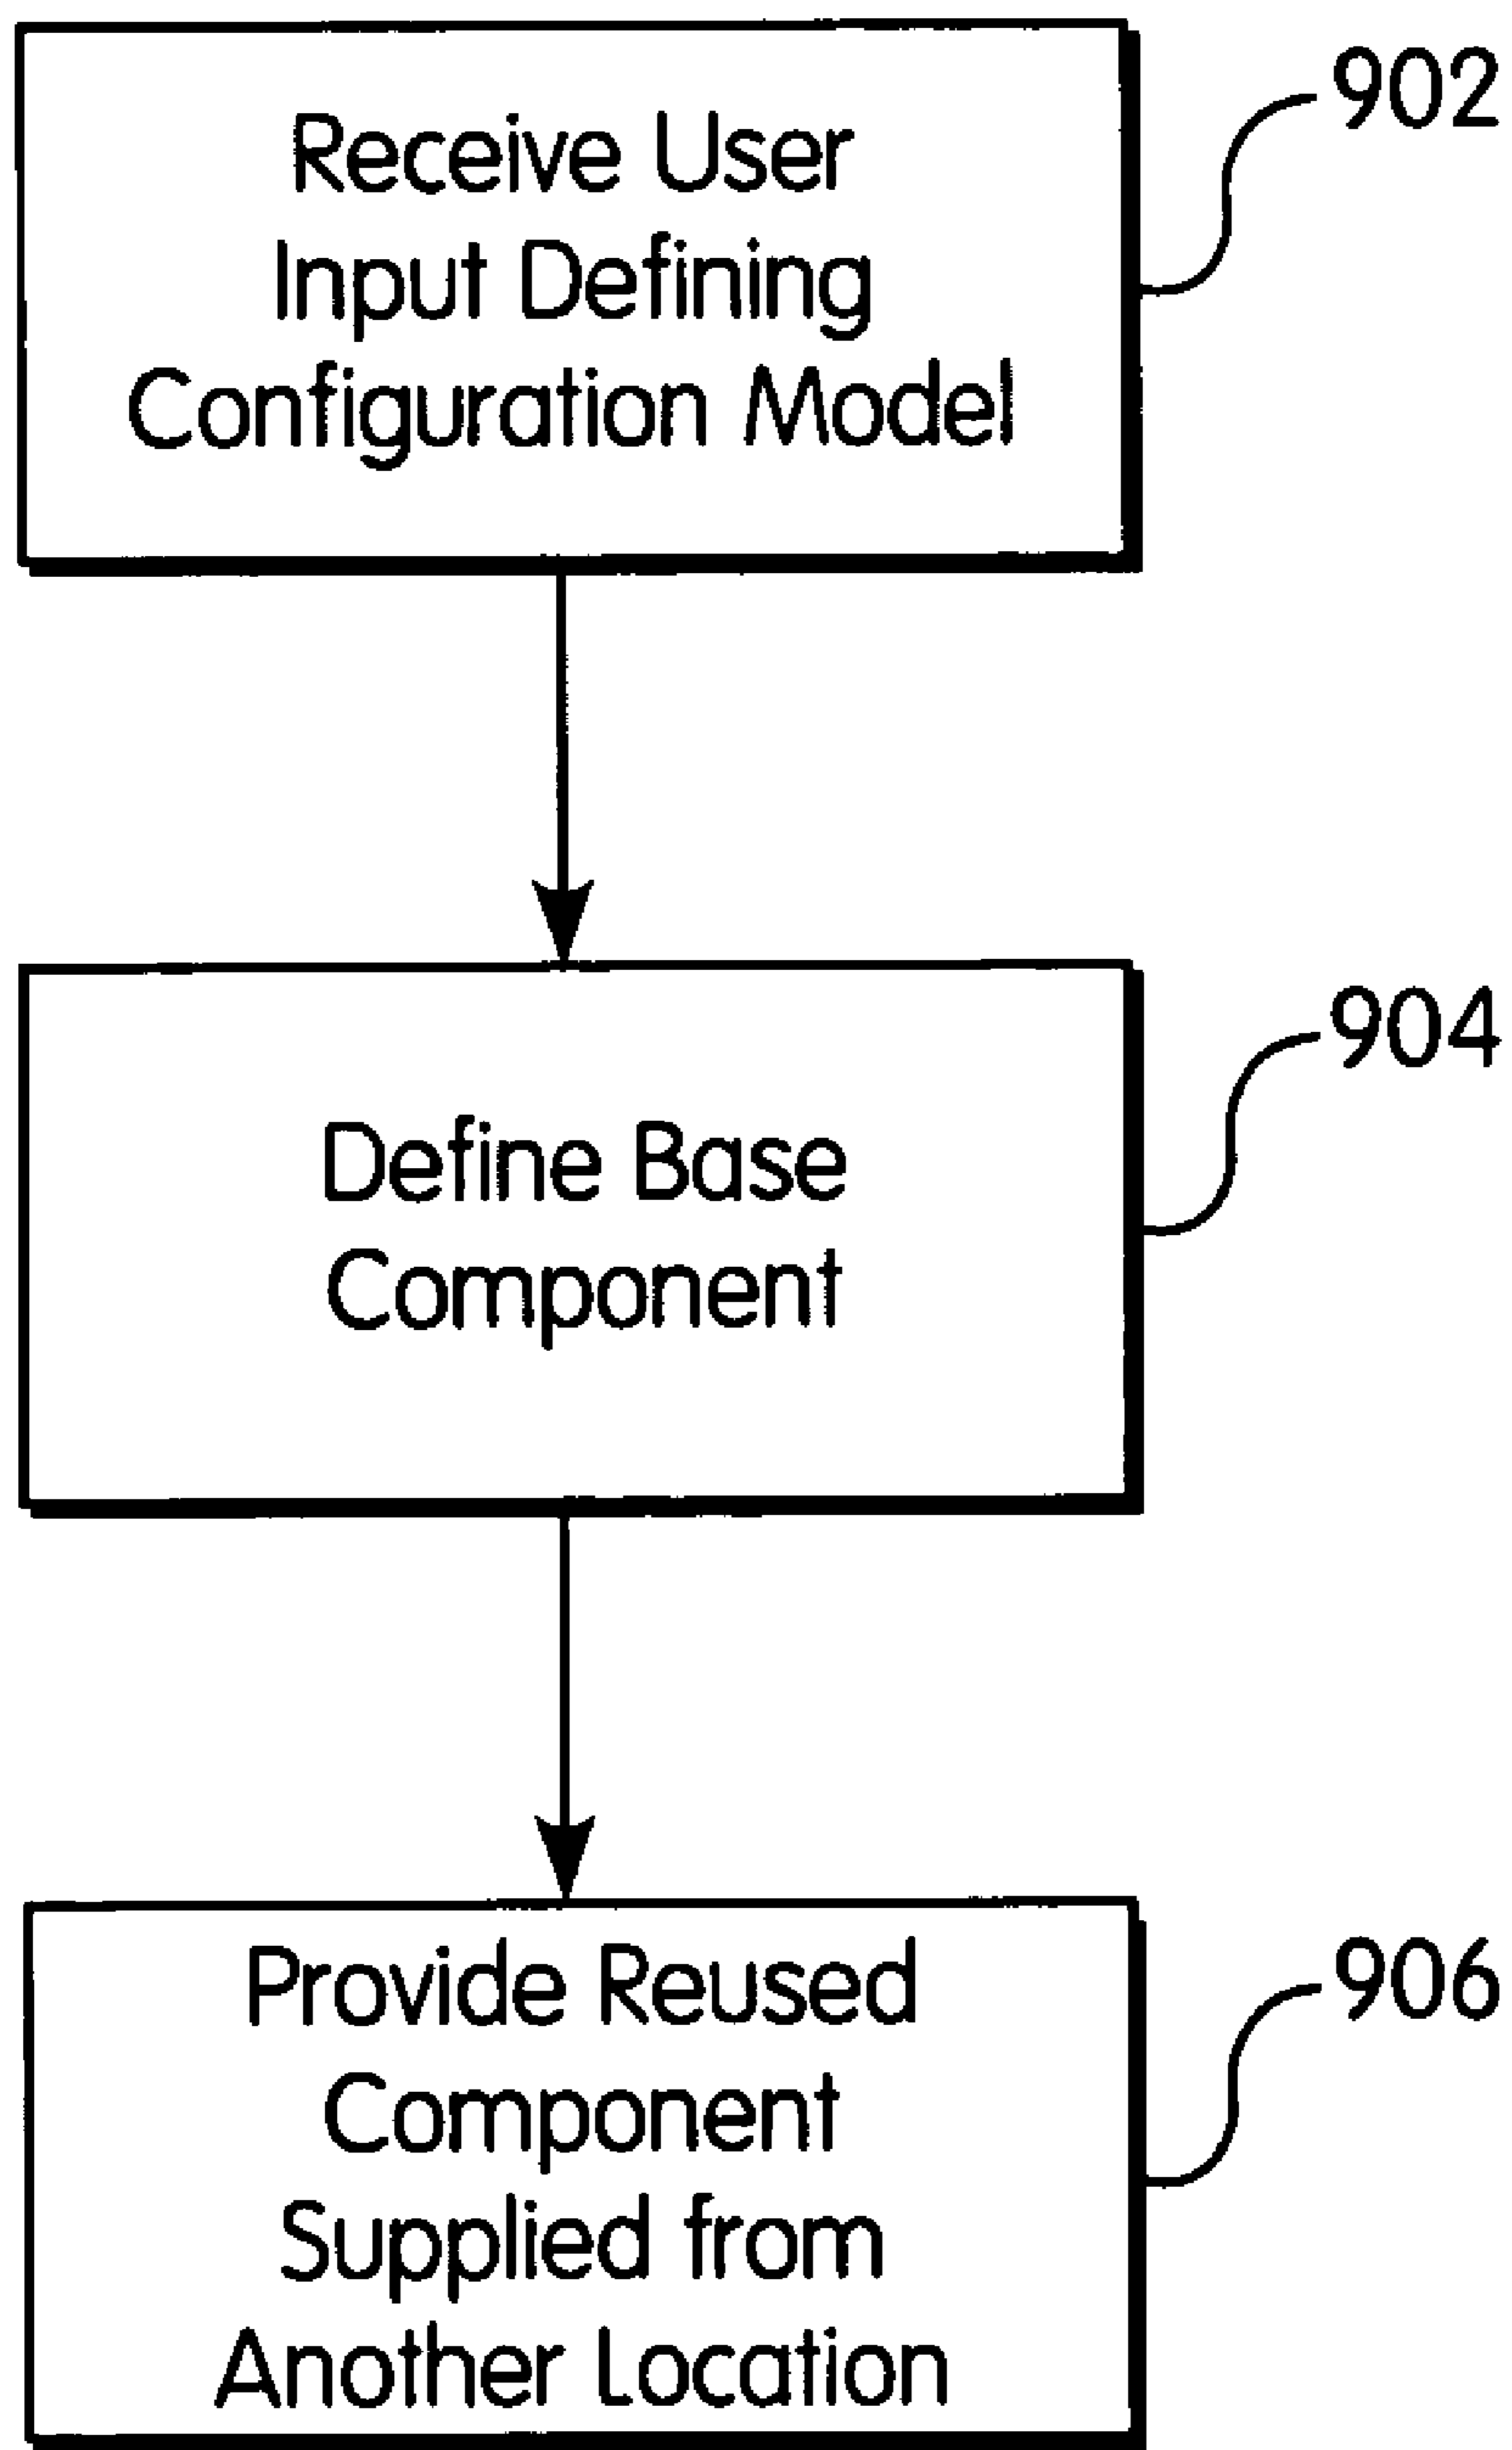 Receive User
Input Defining
Configuration Model
902
Define Base
Component
904
Provide Reused
Component
Supplied from
Another Location
906